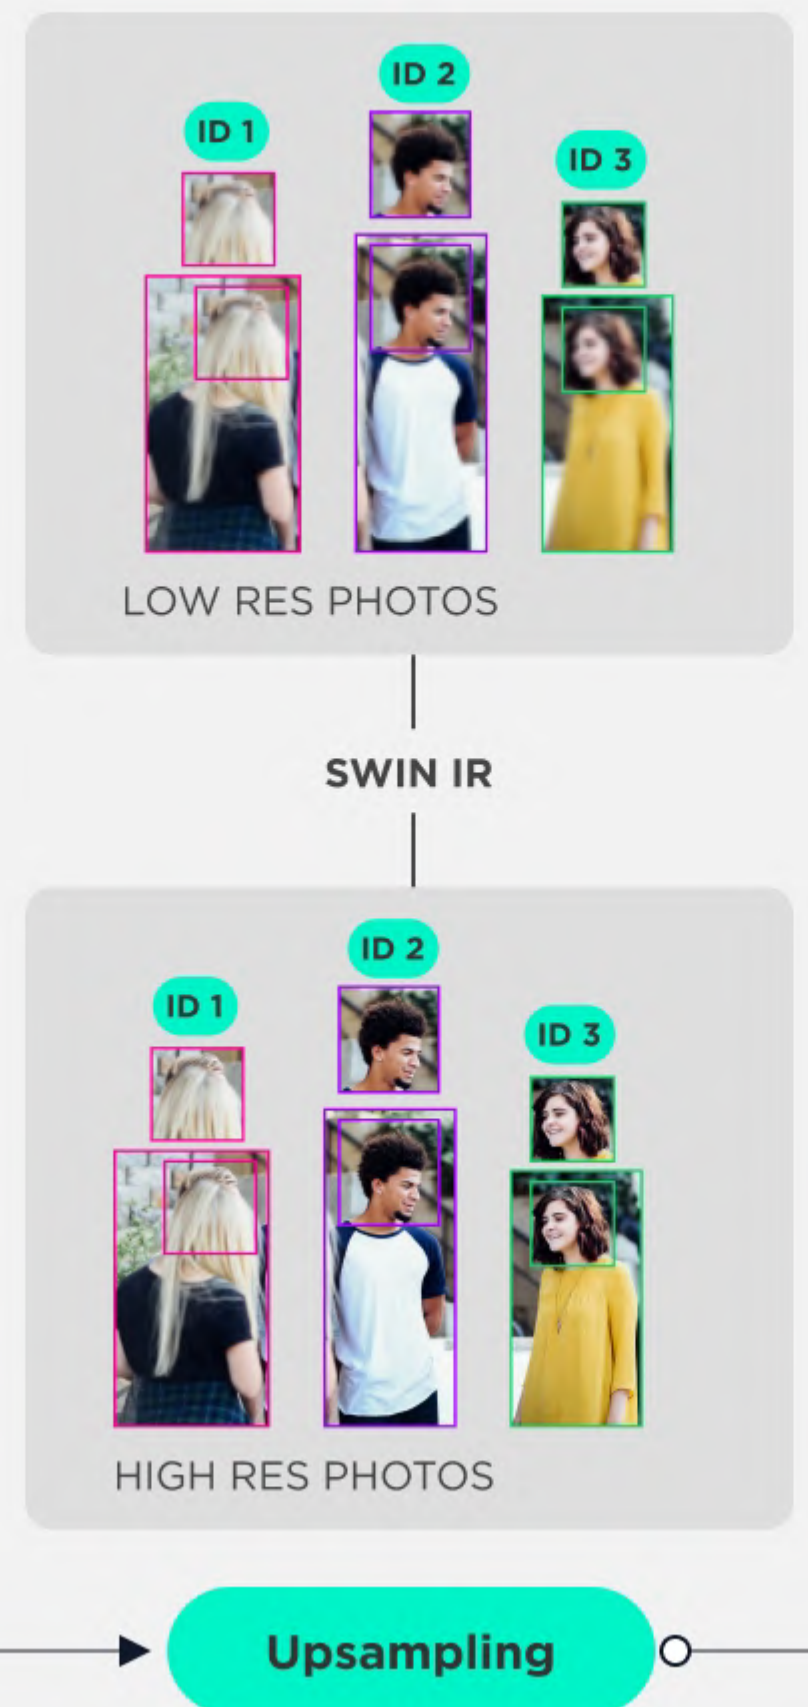 ID 1
ID 2
ID 3
LOW RES PHOTOS
SWIN IR
ID 1
ID 2
ID 3
HIGH RES PHOTOS
Upsampling